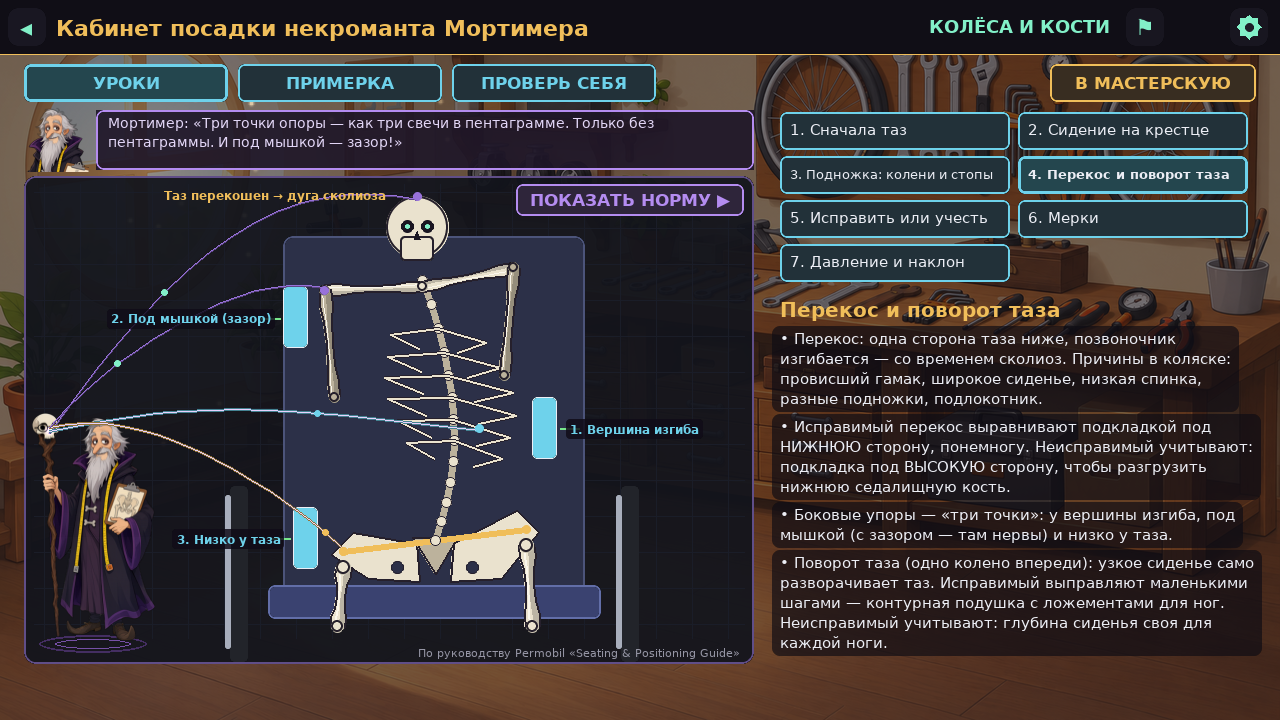 Кабинет посадки некроманта Мортимера
КОЛЁСА И КОСТИ
УРОКИ
ПРИМЕРКА
ПРОВЕРЬ СЕБЯ
В МАСТЕРСКУЮ
Мортимер: «Три точки опоры — как три свечи в пентаграмме. Только без
пентаграммы. И под мышкой — зазор!»
Таз перекошен → дуга сколиоза
ПОКАЗАТЬ НОРМУ ▶
2. Под мышкой (зазор)
1. Вершина изгиба
3. Низко у таза
По руководству Permobil «Seating & Positioning Guide»
1. Сначала таз
2. Сидение на крестце
3. Подножка: колени и стопы
4. Перекос и поворот таза
5. Исправить или учесть
6. Мерки
7. Давление и наклон
Перекос и поворот таза
• Перекос: одна сторона таза ниже, позвоночник
изгибается — со временем сколиоз. Причины в коляске:
провисший гамак, широкое сиденье, низкая спинка,
разные подножки, подлокотник.
• Исправимый перекос выравнивают подкладкой под
НИЖНЮЮ сторону, понемногу. Неисправимый учитывают:
подкладка под ВЫСОКУЮ сторону, чтобы разгрузить
нижнюю седалищную кость.
• Боковые упоры — «три точки»: у вершины изгиба, под
мышкой (с зазором — там нервы) и низко у таза.
• Поворот таза (одно колено впереди): узкое сиденье само
разворачивает таз. Исправимый выправляют маленькими
шагами — контурная подушка с ложементами для ног.
Неисправимый учитывают: глубина сиденья своя для
каждой ноги.